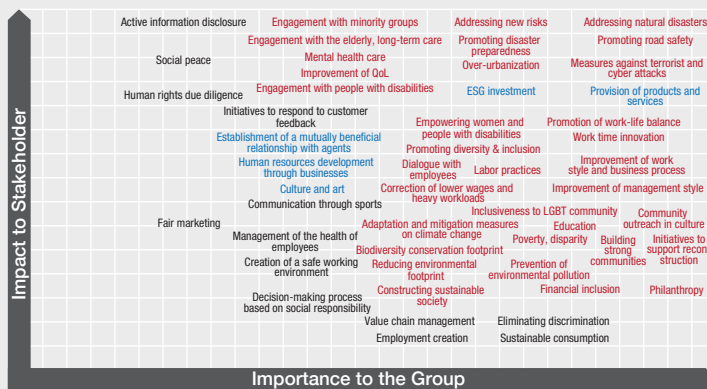 Active information disclosure
Engagement with minority groups
Addressing new risks
Addressing natural disasters
Engagement with the elderly, long-term care
Promoting disaster
preparedness
Promoting road safety
Social peace
Mental health care
Over-urbanization
Measures against terrorist and
cyber attacks
Improvement of QoL
Human rights due diligence
Engagement with people with disabilities
ESG investment
Provision of products and
services
Initiatives to respond to customer
feedback
Empowering women and
people with disabilities
Promotion of work-life balance
Establishment of a mutually beneficial
relationship with agents
Work time innovation
Promoting diversity & inclusion
Human resources development
through businesses
Dialogue with
employees
Labor practices
Improvement of work
style and business process
Culture and art
Correction of lower wages and
heavy workloads
Improvement of management style
Communication through sports
Inclusiveness to LGBT community
Community
outreach in culture
Fair marketing
Adaptation and mitigation measures
on climate change
Education
Management of the health of
employees
Poverty, disparity
Building
strong
communities
Initiatives to
support recon
struction
Biodiversity conservation footprint
Creation of a safe working
environment
Reducing environmental
footprint
Prevention of
environmental pollution
Decision-making process
based on social responsibility
Constructing sustainable
society
Financial inclusion
Philanthropy
Value chain management
Eliminating discrimination
Employment creation
Sustainable consumption
Impact to Stakeholder
Importance to the Group